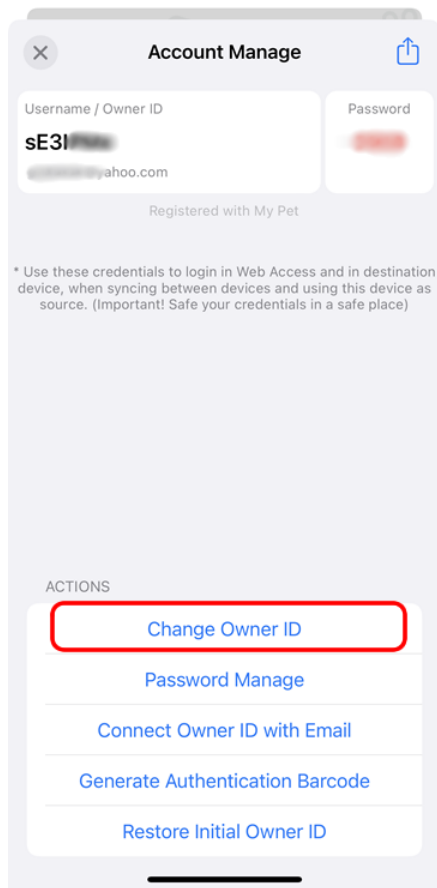 Account Manage
Username / Owner ID
Password
sE3
ahoo.com
Registered with My Pet
* Use these credentials to login in Web Access and in destination
device, when syncing between devices and using this device as
source. (Important! Safe your credentials in a safe place)
ACTIONS
Change Owner ID
Password Manage
Connect Owner ID with Email
Generate Authentication Barcode
Restore Initial Owner ID